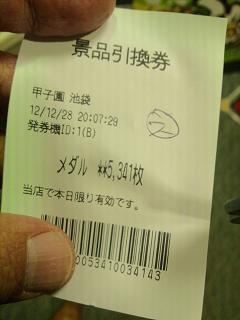 景品引換券
甲子園 池袋
12/12/28 20:07:29
発券機ID:1(B)
メダル **5,341枚
当店で本日限り有効です。
0053410034143